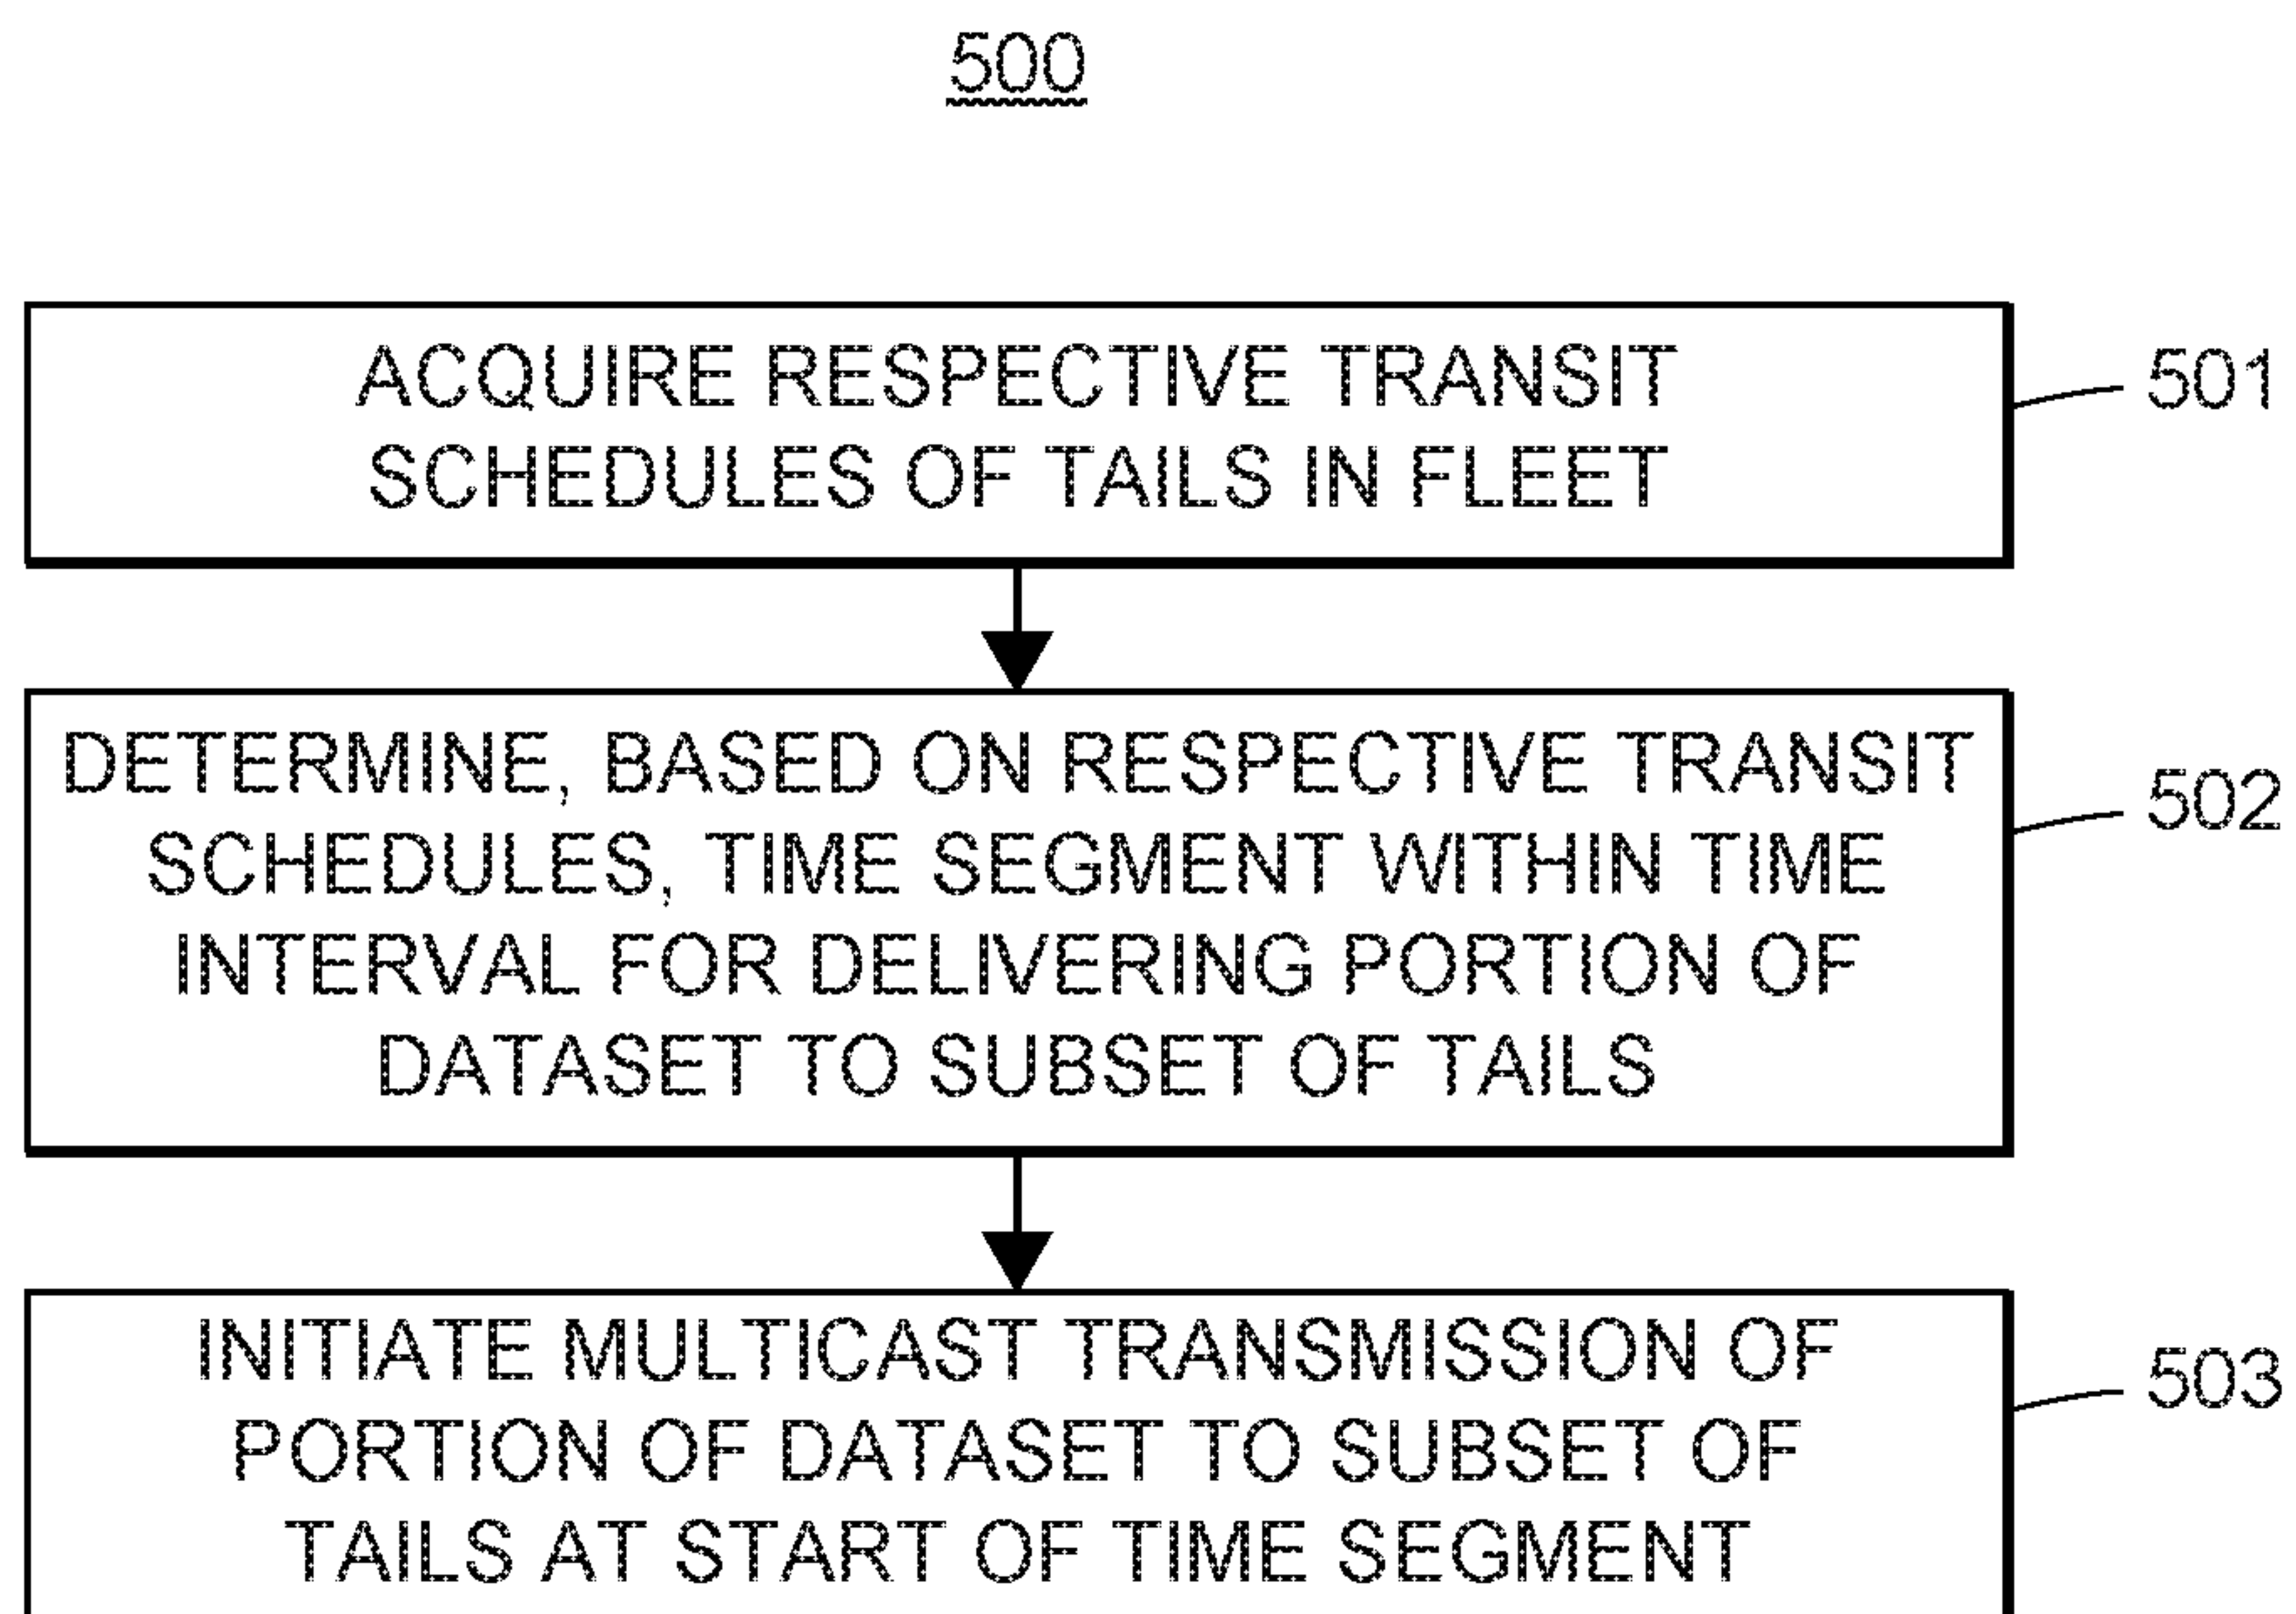 500
ACQUIRE RESPECTIVE TRANSIT
SCHEDULES OF TAILS IN FLEET
501
DETERMINE, BASED ON RESPECTIVE TRANSIT
SCHEDULES, TIME SEGMENT WITHIN TIME
INTERVAL FOR DELIVERING PORTION OF
DATASET TO SUBSET OF TAILS
502
INITIATE MULTICAST TRANSMISSION OF
PORTION OF DATASET TO SUBSET OF
TAILS AT START OF TIME SEGMENT
503